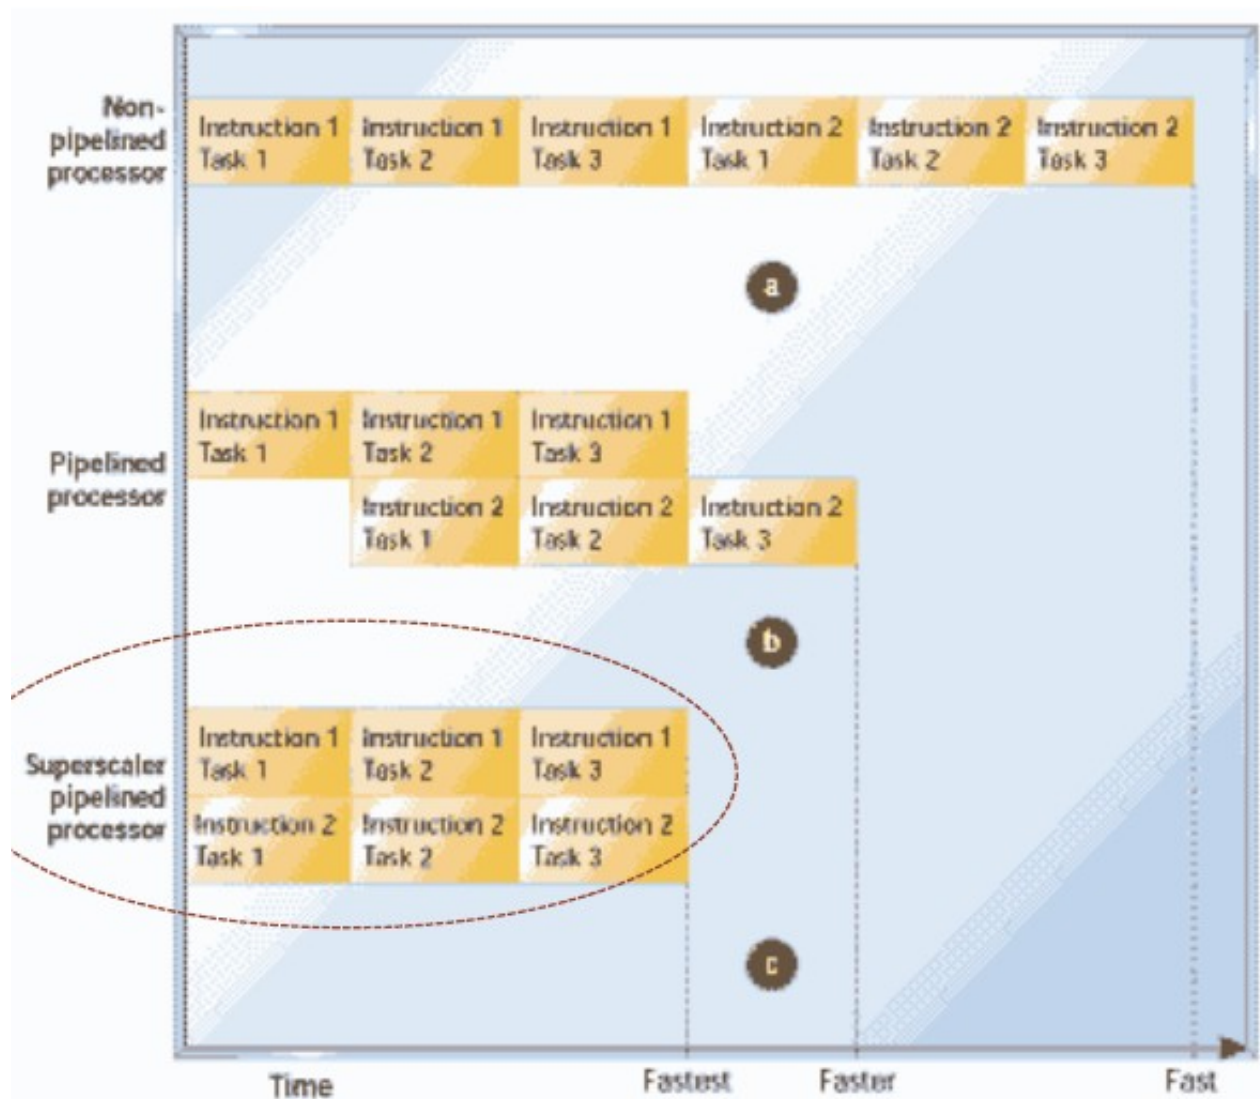 Non-
pipelined
processor
Instruction 1
Task 1
Instruction 1
Task 2
Instruction 1
Task 3
Instruction 2
Task 1
Instruction 2
Task 2
Instruction 2
Task 3
a
Pipelined
processor
Instruction 1
Task 1
Instruction 1
Task 2
Instruction 1
Task 3
Instruction 2
Task 1
Instruction 2
Task 2
Instruction 2
Task 3
b
Superscaler
pipelined
processor
Instruction 1
Task 1
Instruction 1
Task 2
Instruction 1
Task 3
Instruction 2
Task 1
Instruction 2
Task 2
Instruction 2
Task 3
c
Time
Fastest
Faster
Fast